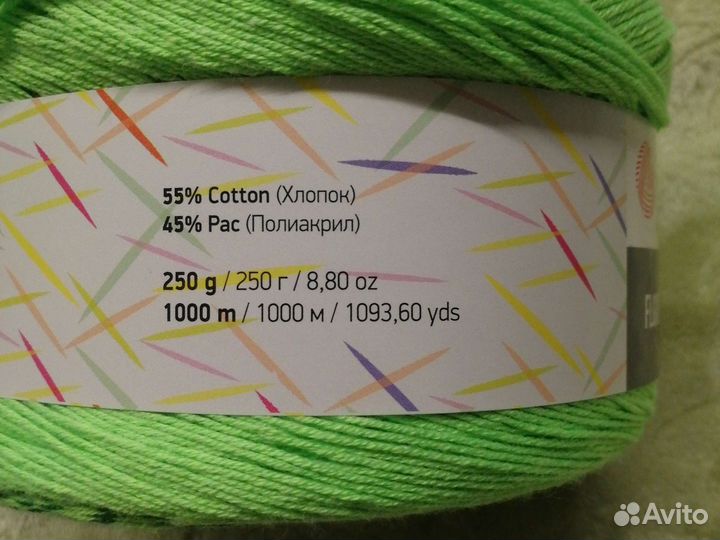 55% Cotton (Хлопок)
45% Pac (Полиакрил)
250 g / 250 г / 8,80 oz
1000 m / 1000 м / 1093,60 yds
Avito